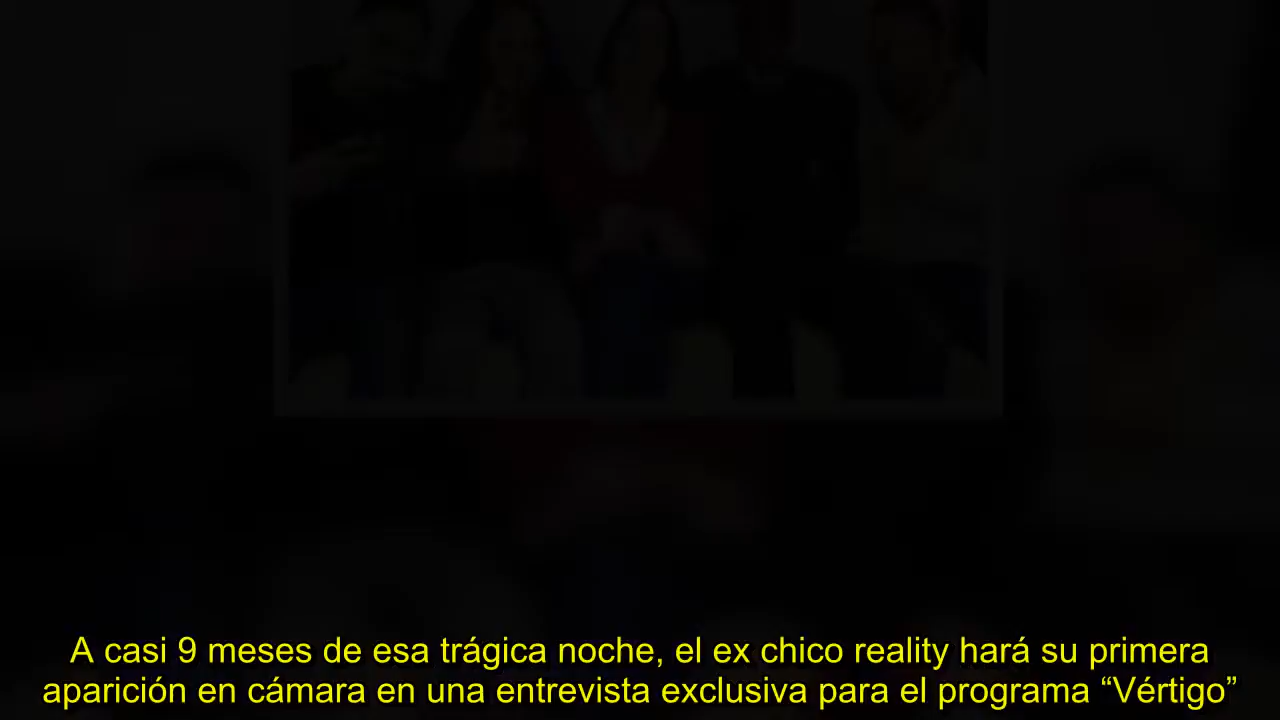 A casi 9 meses de esa trágica noche, el ex chico reality hará su primera
aparición en cámara en una entrevista exclusiva para el programa “Vértigo”